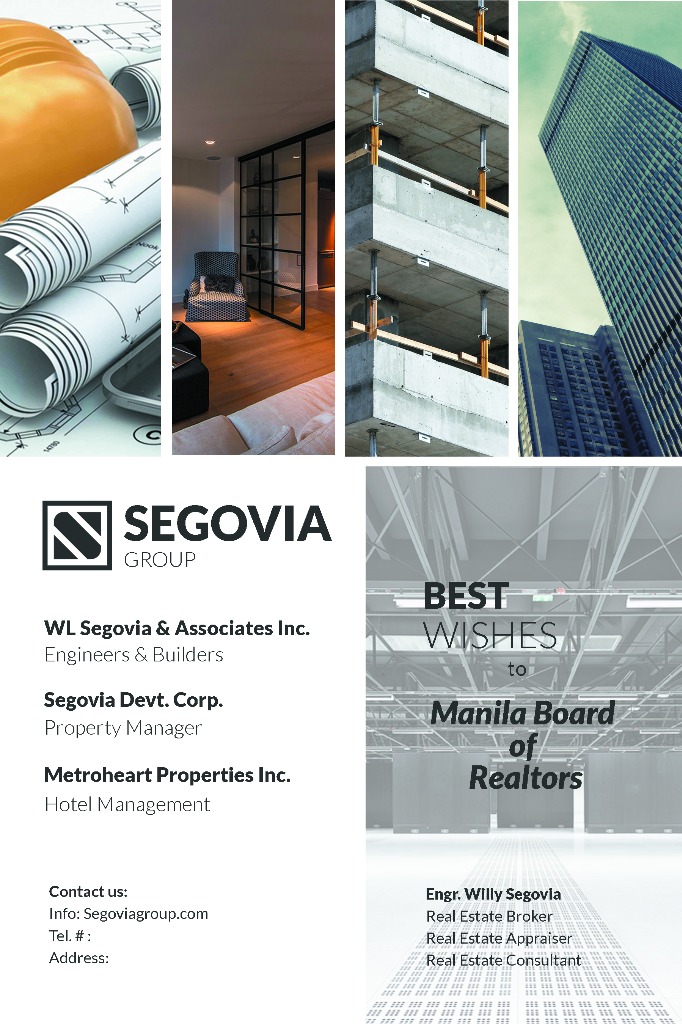 SEGOVIA
GROUP
WL Segovia & Associates Inc.
Engineers & Builders
Segovia Devt. Corp.
Property Manager
Metroheart Properties Inc.
Hotel Management
Contact us:
Info: Segoviagroup.com
Tel. # :
Address:
BEST
WISHES
to
Manila Board
of
Realtors
Engr. Willy Segovia
Real Estate Broker
Real Estate Appraiser
Real Estate Consultant